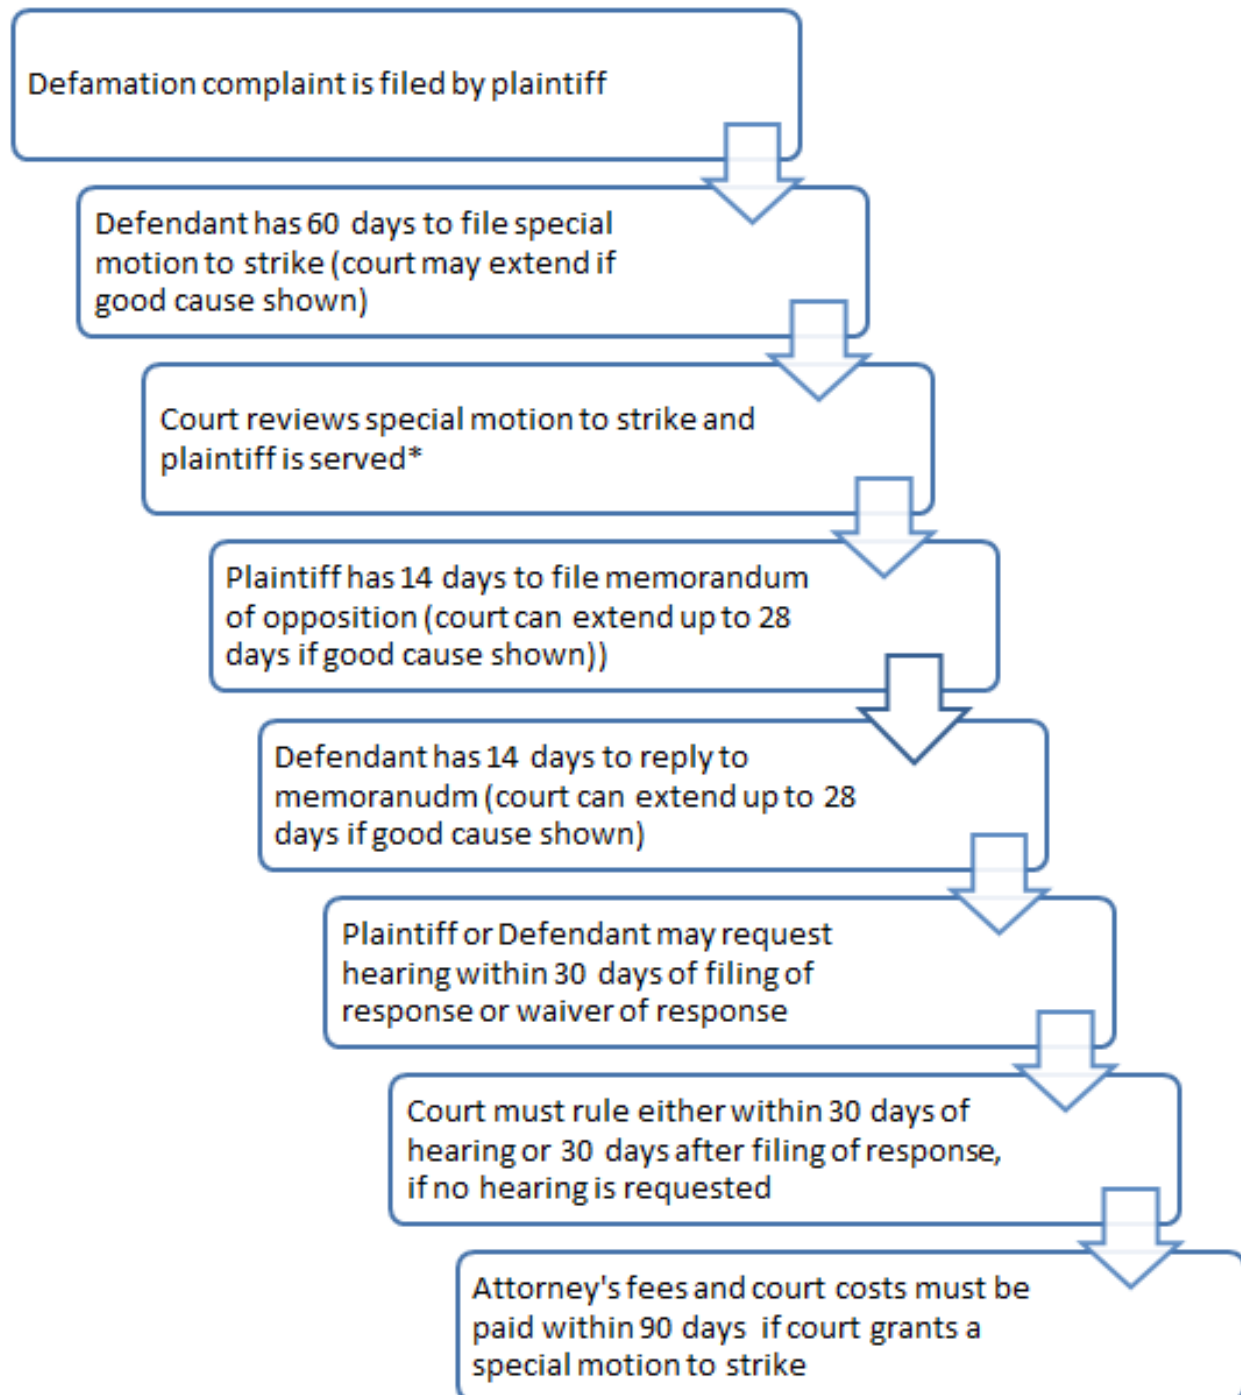 Defamation complaint is filed by plaintiff
Defendant has 60 days to file special
motion to strike (court may extend if
good cause shown)
Court reviews special motion to strike and
plaintiff is served*
Plaintiff has 14 days to file memorandum
of opposition (court can extend up to 28
days if good cause shown))
Defendant has 14 days to reply to
memoranudm (court can extend up to 28
days if good cause shown)
Plaintiff or Defendant may request
hearing within 30 days of filing of
response or waiver of response
Court must rule either within 30 days of
hearing or 30 days after filing of response,
if no hearing is requested
Attorney's fees and court costs must be
paid within 90 days if court grants a
special motion to strike